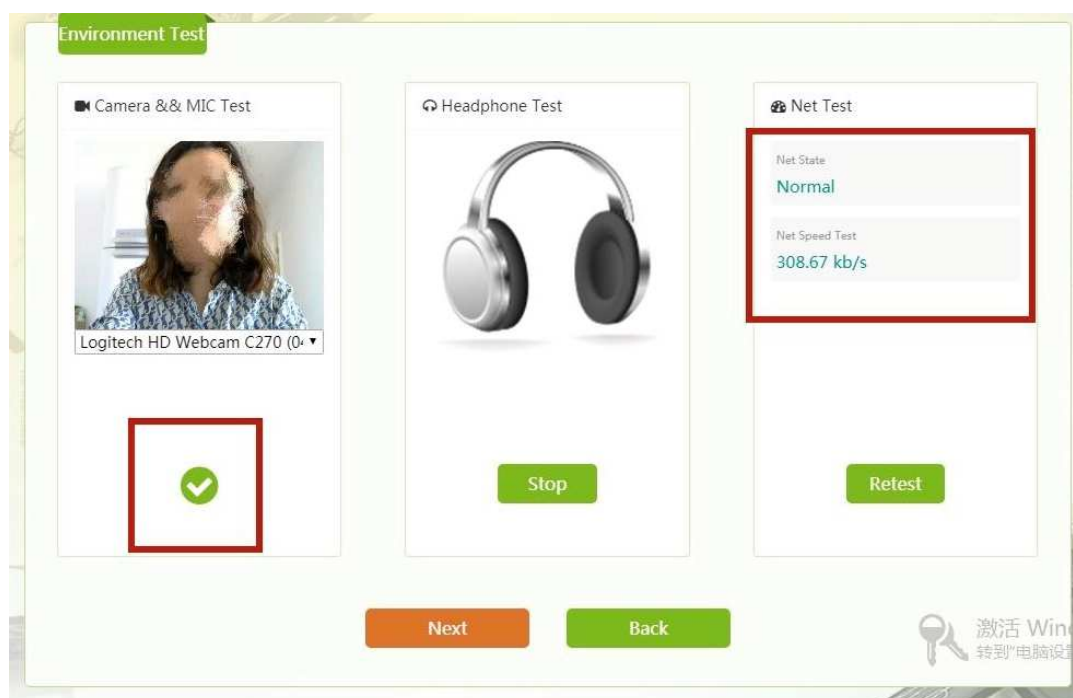 Environment Test
Camera && MIC Test
Logitech HD Webcam C270 (04
Headphone Test
Stop
Net Test
Net State
Normal
Net Speed Test
308.67 kb/s
Retest
Next
Back
激活 Win
转到"电脑设